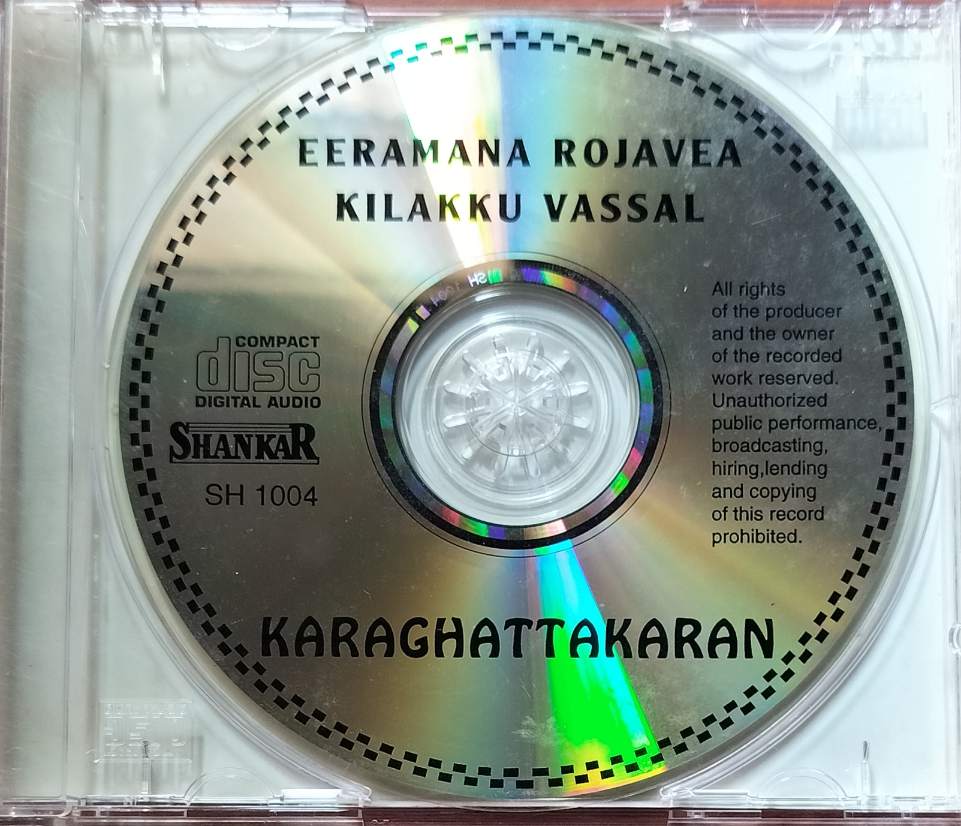 EERAMANA ROJAVEA
KILAKKU VASSAL
All rights
of the producer
and the owner
of the recorded
work reserved.
Unauthorized
public performance,
broadcasting,
hiring,lending
and copying
of this record
prohibited.
COMPACT
disc
DIGITAL AUDIO
SHANKAR
SH 1004
KARAGHATTAKARAN